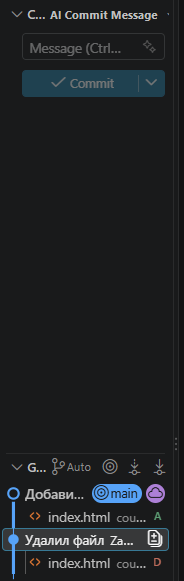 C... AI Commit Message
Message (Ctrl...
Commit
G... Auto
Добави... main
index.html cou... A
Удалил файл Za...
index.html cou... D